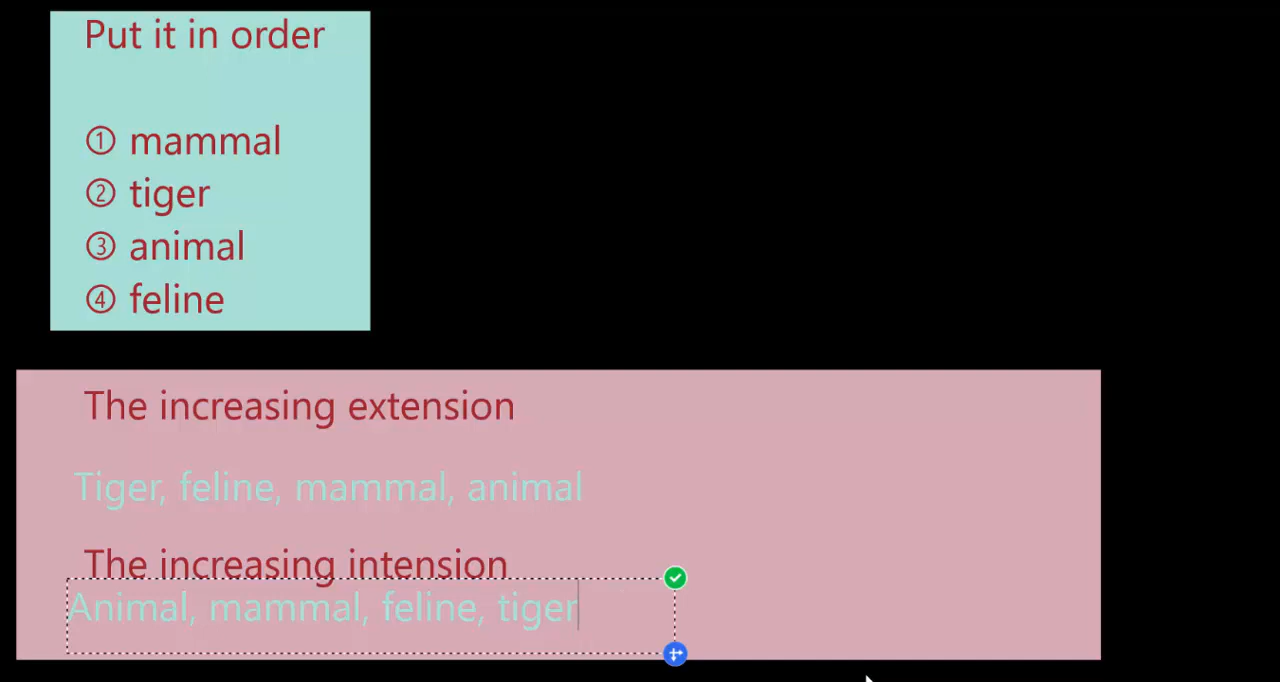 Put it in order
① mammal
② tiger
③ animal
④ feline
The increasing extension
Tiger, feline, mammal, animal
The increasing intension
Animal, mammal, feline, tiger